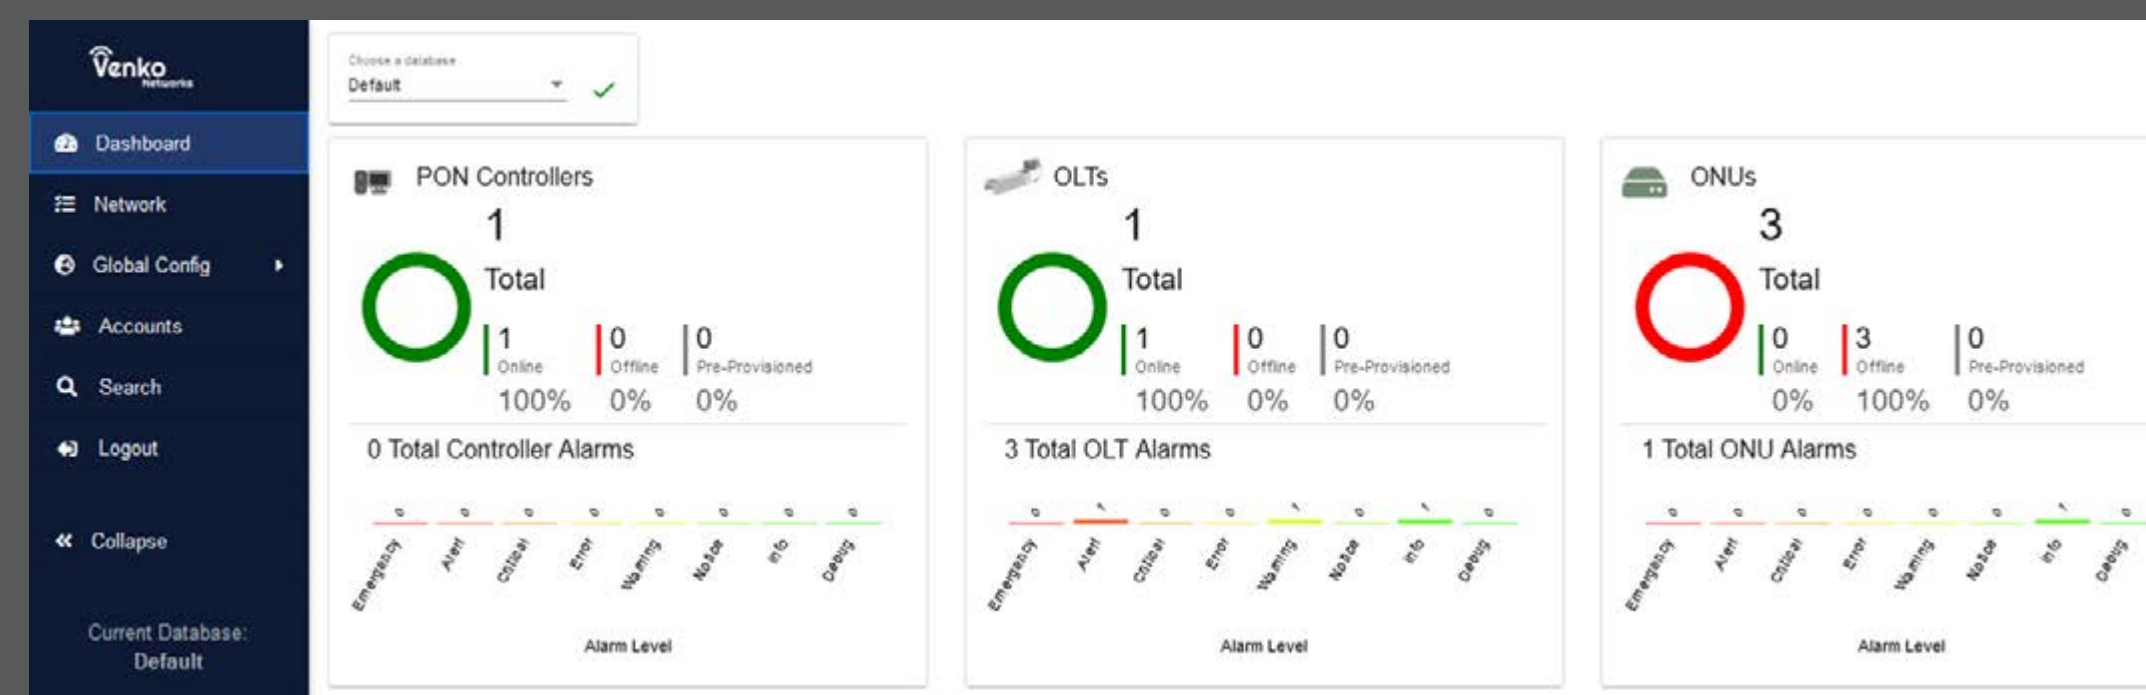 Venko
Networks
Dashboard
Network
Global Config
Accounts
Search
Logout
Collapse
Current Database:
Default
Choose a database
Default
PON Controllers
1
Total
1 0 0
Online Offline Pre-Provisioned
100% 0% 0%
0 Total Controller Alarms
0 0 0 0 0 0 0 0
Emergency Alert Critical Error Warning Notice Info Debug
Alarm Level
OLTs
1
Total
1 0 0
Online Offline Pre-Provisioned
100% 0% 0%
3 Total OLT Alarms
0 1 0 0 1 0 1 0
Emergency Alert Critical Error Warning Notice Info Debug
Alarm Level
ONUs
3
Total
0 3 0
Online Offline Pre-Provisioned
0% 100% 0%
1 Total ONU Alarms
0 0 0 0 0 0 1 0
Emergency Alert Critical Error Warning Notice Info Debug
Alarm Level